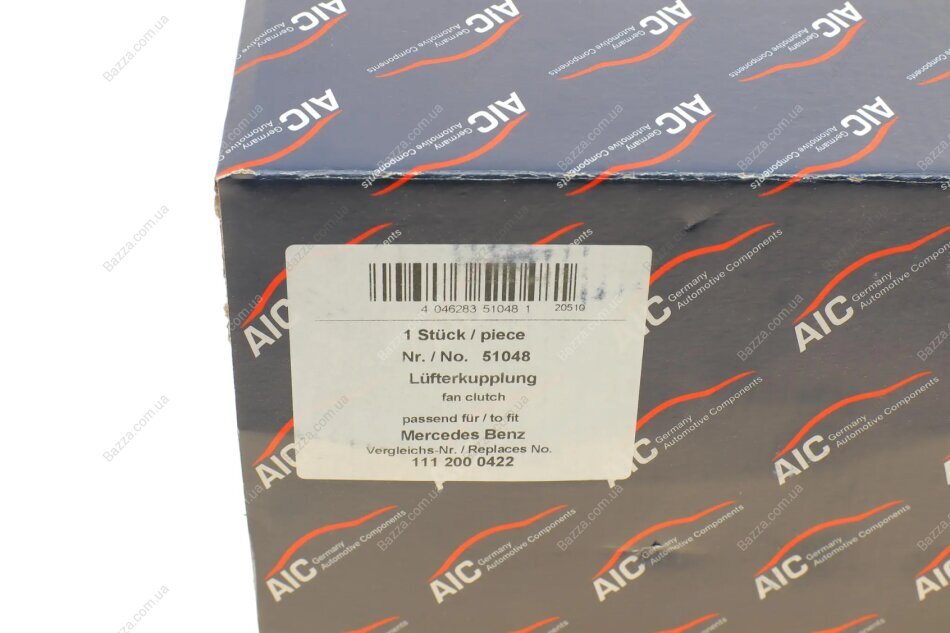 4 046283 51048 1 20510
1 Stück / piece
Nr. / No. 51048
Lüfterkupplung
fan clutch
passend für / to fit
Mercedes Benz
Vergleichs-Nr. / Replaces No.
111 200 0422
AIC
Germany
Automotive Components
Bazza.com.ua